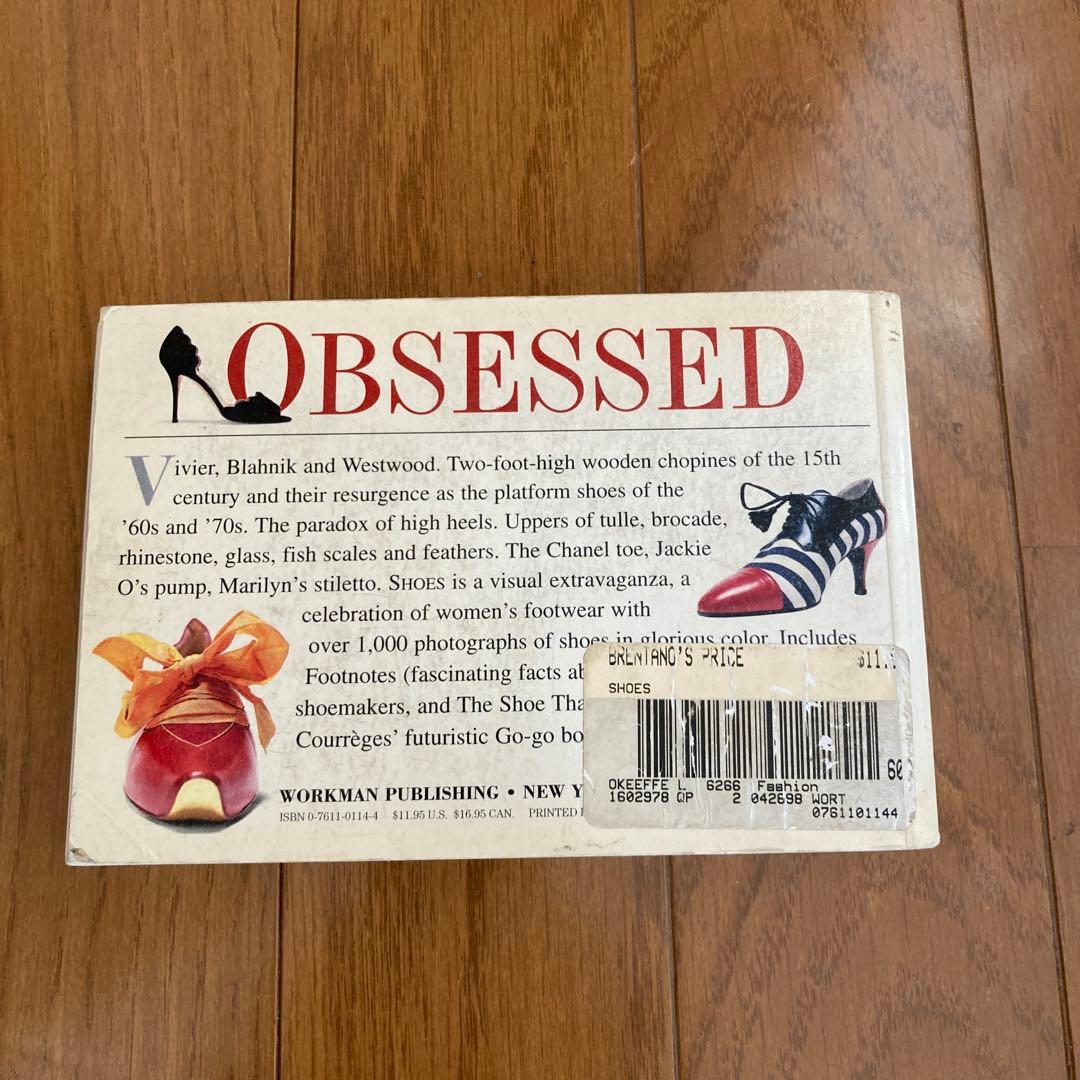 OBSESSED
Vivier, Blahnik and Westwood. Two-foot-high wooden chopines of the 15th
century and their resurgence as the platform shoes of the
’60s and ’70s. The paradox of high heels. Uppers of tulle, brocade,
rhinestone, glass, fish scales and feathers. The Chanel toe, Jackie
O’s pump, Marilyn’s stiletto. SHOES is a visual extravaganza, a
celebration of women’s footwear with
over 1,000 photographs of shoes in glorious color. Includes
Footnotes (fascinating facts
shoemakers, and The Shoe
Courrèges’ futuristic Go-go
WORKMAN PUBLISHING • NEW
ISBN 0-7611-0114-4 $11.95 U.S. $16.95 CAN. PRINTED
BRENTANO'S PRICE $11.
SHOES
60
OKEEFFE L 6266 Fashion
1602978 QP 2 042698 WORT
0761101144